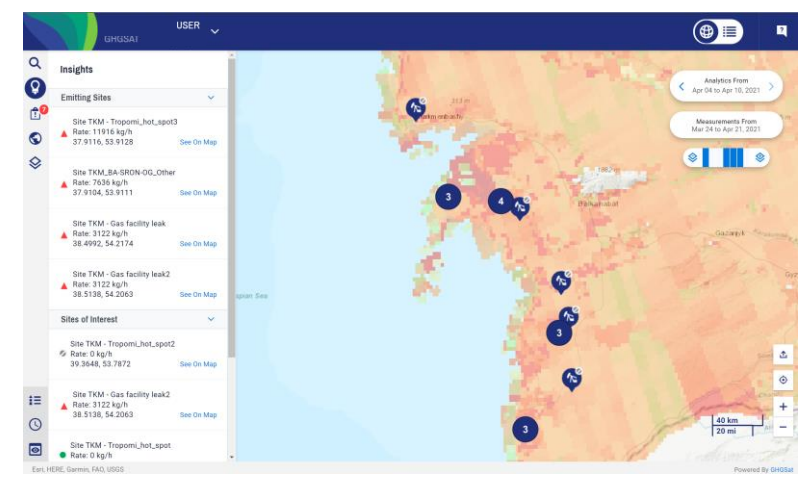 GHGSAT
USER
Insights
Emitting Sites
7
Site TKM - Tropomi_hot_spot3
Rate: 11916 kg/h
37.9116, 53.9128
See On Map
Site TKM_BA-SRON-OG_Other
Rate: 7636 kg/h
37.9104, 53.9111
See On Map
Site TKM - Gas facility leak
Rate: 3122 kg/h
38.4992, 54.2174
See On Map
Site TKM - Gas facility leak2
Rate: 3122 kg/h
38.5138, 54.2063
See On Map
Sites of Interest
Site TKM - Tropomi_hot_spot2
Rate: 0 kg/h
39.3648, 53.7872
See On Map
Site TKM - Gas facility leak2
Rate: 3122 kg/h
38.5138, 54.2063
See On Map
Site TKM - Tropomi_hot_spot
Rate: 0 kg/h
Esri, HERE, Garmin, FAO, USGS
?
Analytics From
Apr 04 to Apr 10, 2021
Measurements From
Mar 24 to Apr 21, 2021
3
4
Gazanjyk
pian Sea
3
3
40 km
20 mi
+
−
Powered By GHGSat